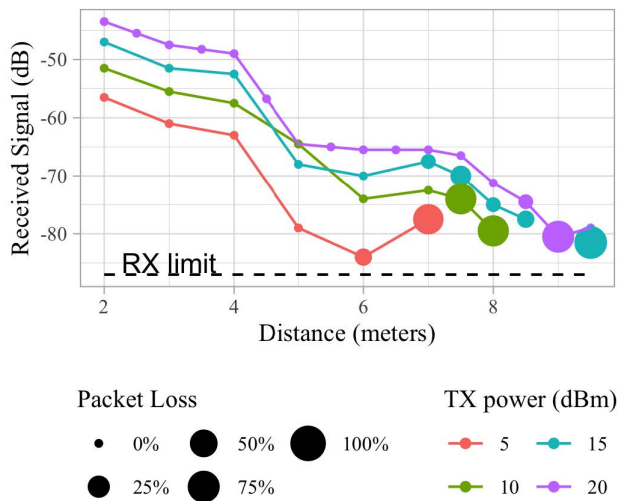 Received Signal (dB)
-50
-60
-70
-80
RX limit
2 4 6 8
Distance (meters)
Packet Loss
0% 50% 100%
25% 75%
TX power (dBm)
5 15
10 20